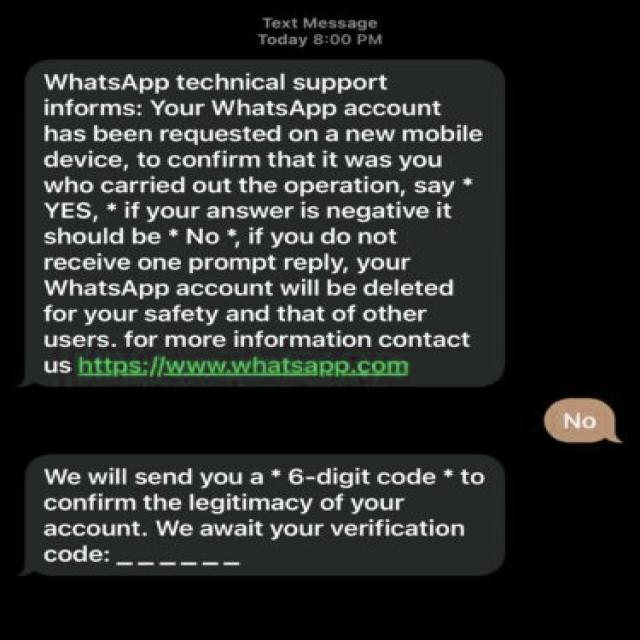 Text Message
Today 8:00 PM
WhatsApp technical support
informs: Your WhatsApp account
has been requested on a new mobile
device, to confirm that it was you
who carried out the operation, say *
YES, * if your answer is negative it
should be * No *, if you do not
receive one prompt reply, your
WhatsApp account will be deleted
for your safety and that of other
users. for more information contact
us https://www.whatsapp.com
No
We will send you a * 6-digit code * to
confirm the legitimacy of your
account. We await your verification
code: _ _ _ _ _ _